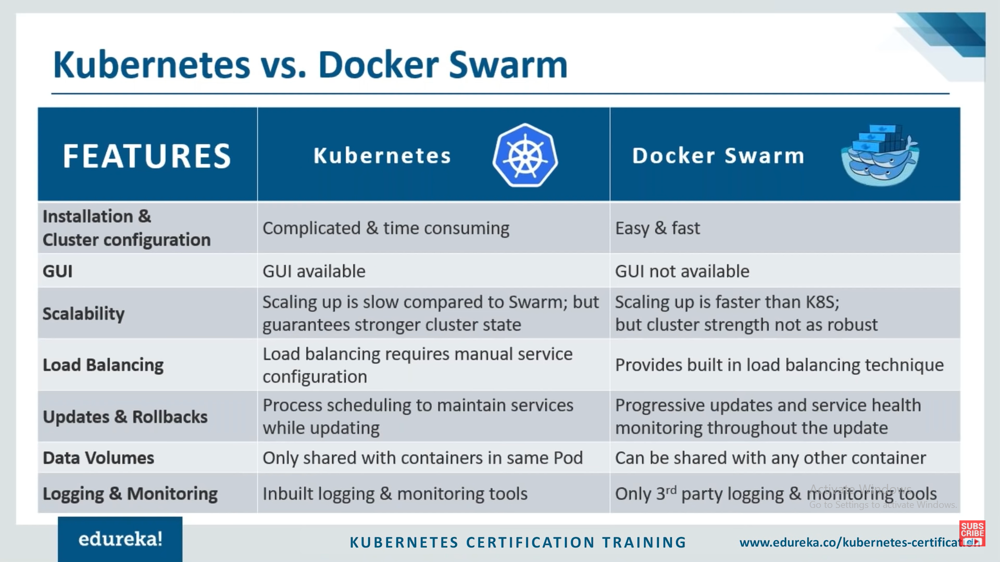 Kubernetes vs. Docker Swarm
FEATURES
Kubernetes
Docker Swarm
Installation &
Cluster configuration
Complicated & time consuming
Easy & fast
GUI
GUI available
GUI not available
Scalability
Scaling up is slow compared to Swarm; but
guarantees stronger cluster state
Scaling up is faster than K8S;
but cluster strength not as robust
Load Balancing
Load balancing requires manual service
configuration
Provides built in load balancing technique
Updates & Rollbacks
Process scheduling to maintain services
while updating
Progressive updates and service health
monitoring throughout the update
Data Volumes
Only shared with containers in same Pod
Can be shared with any other container
Logging & Monitoring
Inbuilt logging & monitoring tools
Only 3rd party logging & monitoring tools
Activate Windows
Go to Settings to activate Windows.
edureka!
KUBERNETES CERTIFICATION TRAINING
www.edureka.co/kubernetes-certificat
SUBS
CRIBE